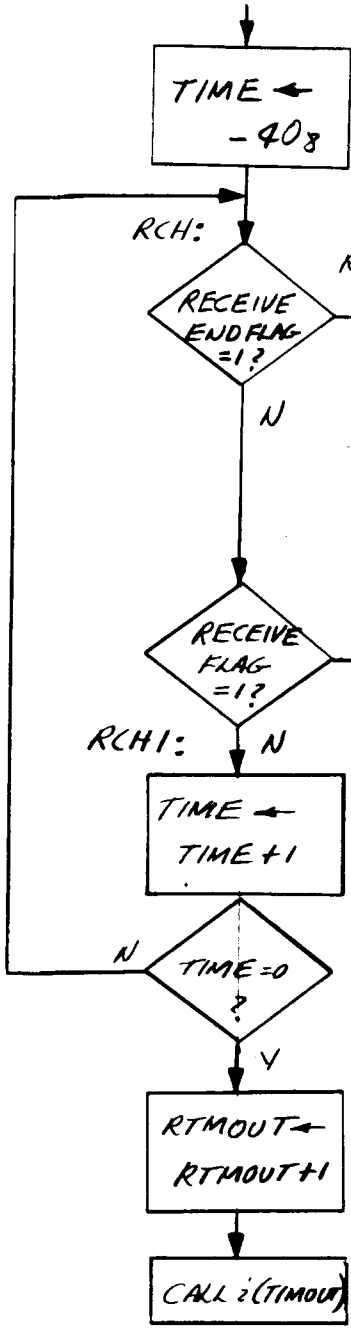 TIME ←
-40₈
RCH:
RECEIVE
ENDFLAG
=1?
N
RECEIVE
FLAG
=1?
RCH1:
N
TIME ←
TIME+1
N
TIME=0
?
Y
RTMOUT←
RTMOUT+1
CALL i(TIMOUT)